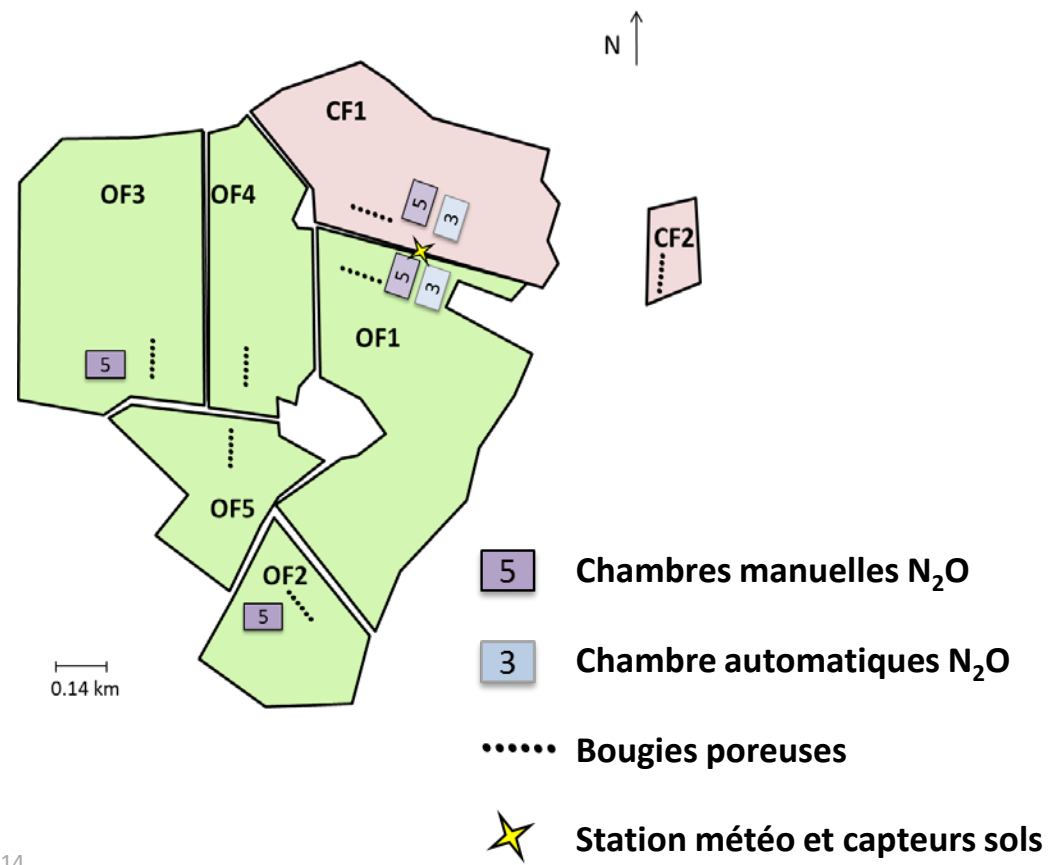 N
CF1
OF3
OF4
5
3
CF2
5
3
OF1
5
OF5
OF2
5
0.14 km
5 Chambres manuelles N₂O
3 Chambre automatiques N₂O
Bougies poreuses
Station météo et capteurs sols
14